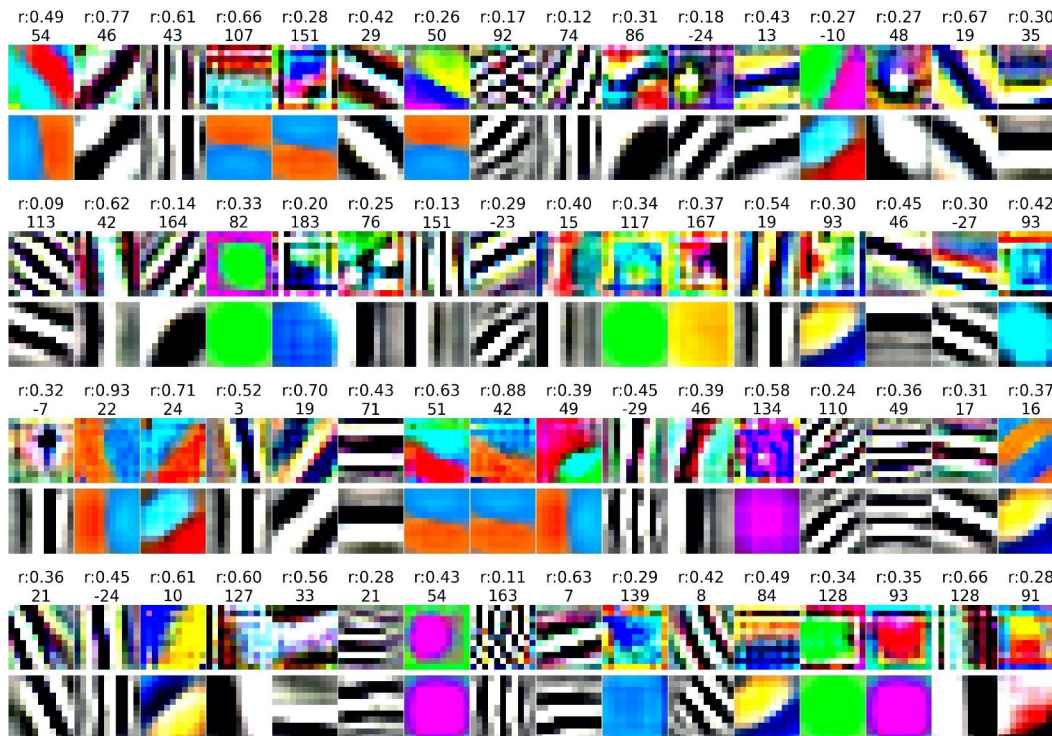 r:0.49 r:0.77 r:0.61 r:0.66 r:0.28 r:0.42 r:0.26 r:0.17 r:0.12 r:0.31 r:0.18 r:0.43 r:0.27 r:0.27 r:0.67 r:0.30
54 46 43 107 151 29 50 92 74 86 -24 13 -10 48 19 35
r:0.09 r:0.62 r:0.14 r:0.33 r:0.20 r:0.25 r:0.13 r:0.29 r:0.40 r:0.34 r:0.37 r:0.54 r:0.30 r:0.45 r:0.30 r:0.42
113 42 164 82 183 76 151 -23 15 117 167 19 93 46 -27 93
r:0.32 r:0.93 r:0.71 r:0.52 r:0.70 r:0.43 r:0.63 r:0.88 r:0.39 r:0.45 r:0.39 r:0.58 r:0.24 r:0.36 r:0.31 r:0.37
-7 22 24 3 19 71 51 42 49 -29 46 134 110 49 17 16
r:0.36 r:0.45 r:0.61 r:0.60 r:0.56 r:0.28 r:0.43 r:0.11 r:0.63 r:0.29 r:0.42 r:0.49 r:0.34 r:0.35 r:0.66 r:0.28
21 -24 10 127 33 21 54 163 7 139 8 84 128 93 128 91